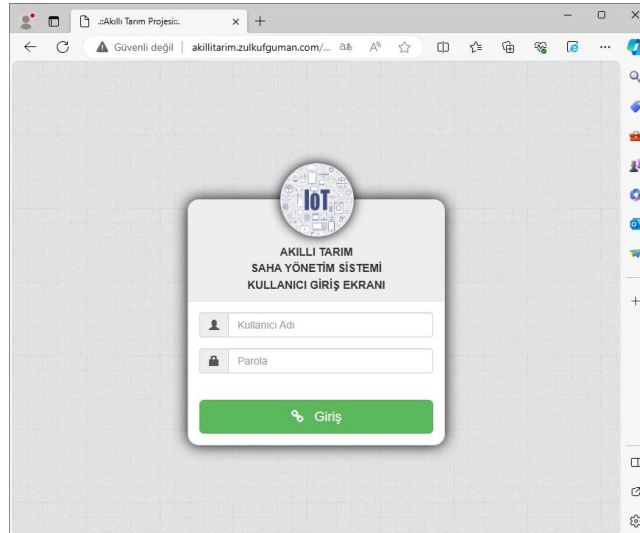 .::Akıllı Tarım Projesi::.
Güvenli değil | akillitarim.zulkufguman.com/...
IoT
AKILLI TARIM
SAHA YÖNETİM SİSTEMİ
KULLANICI GİRİŞ EKRANI
Kullanıcı Adı
Parola
Giriş